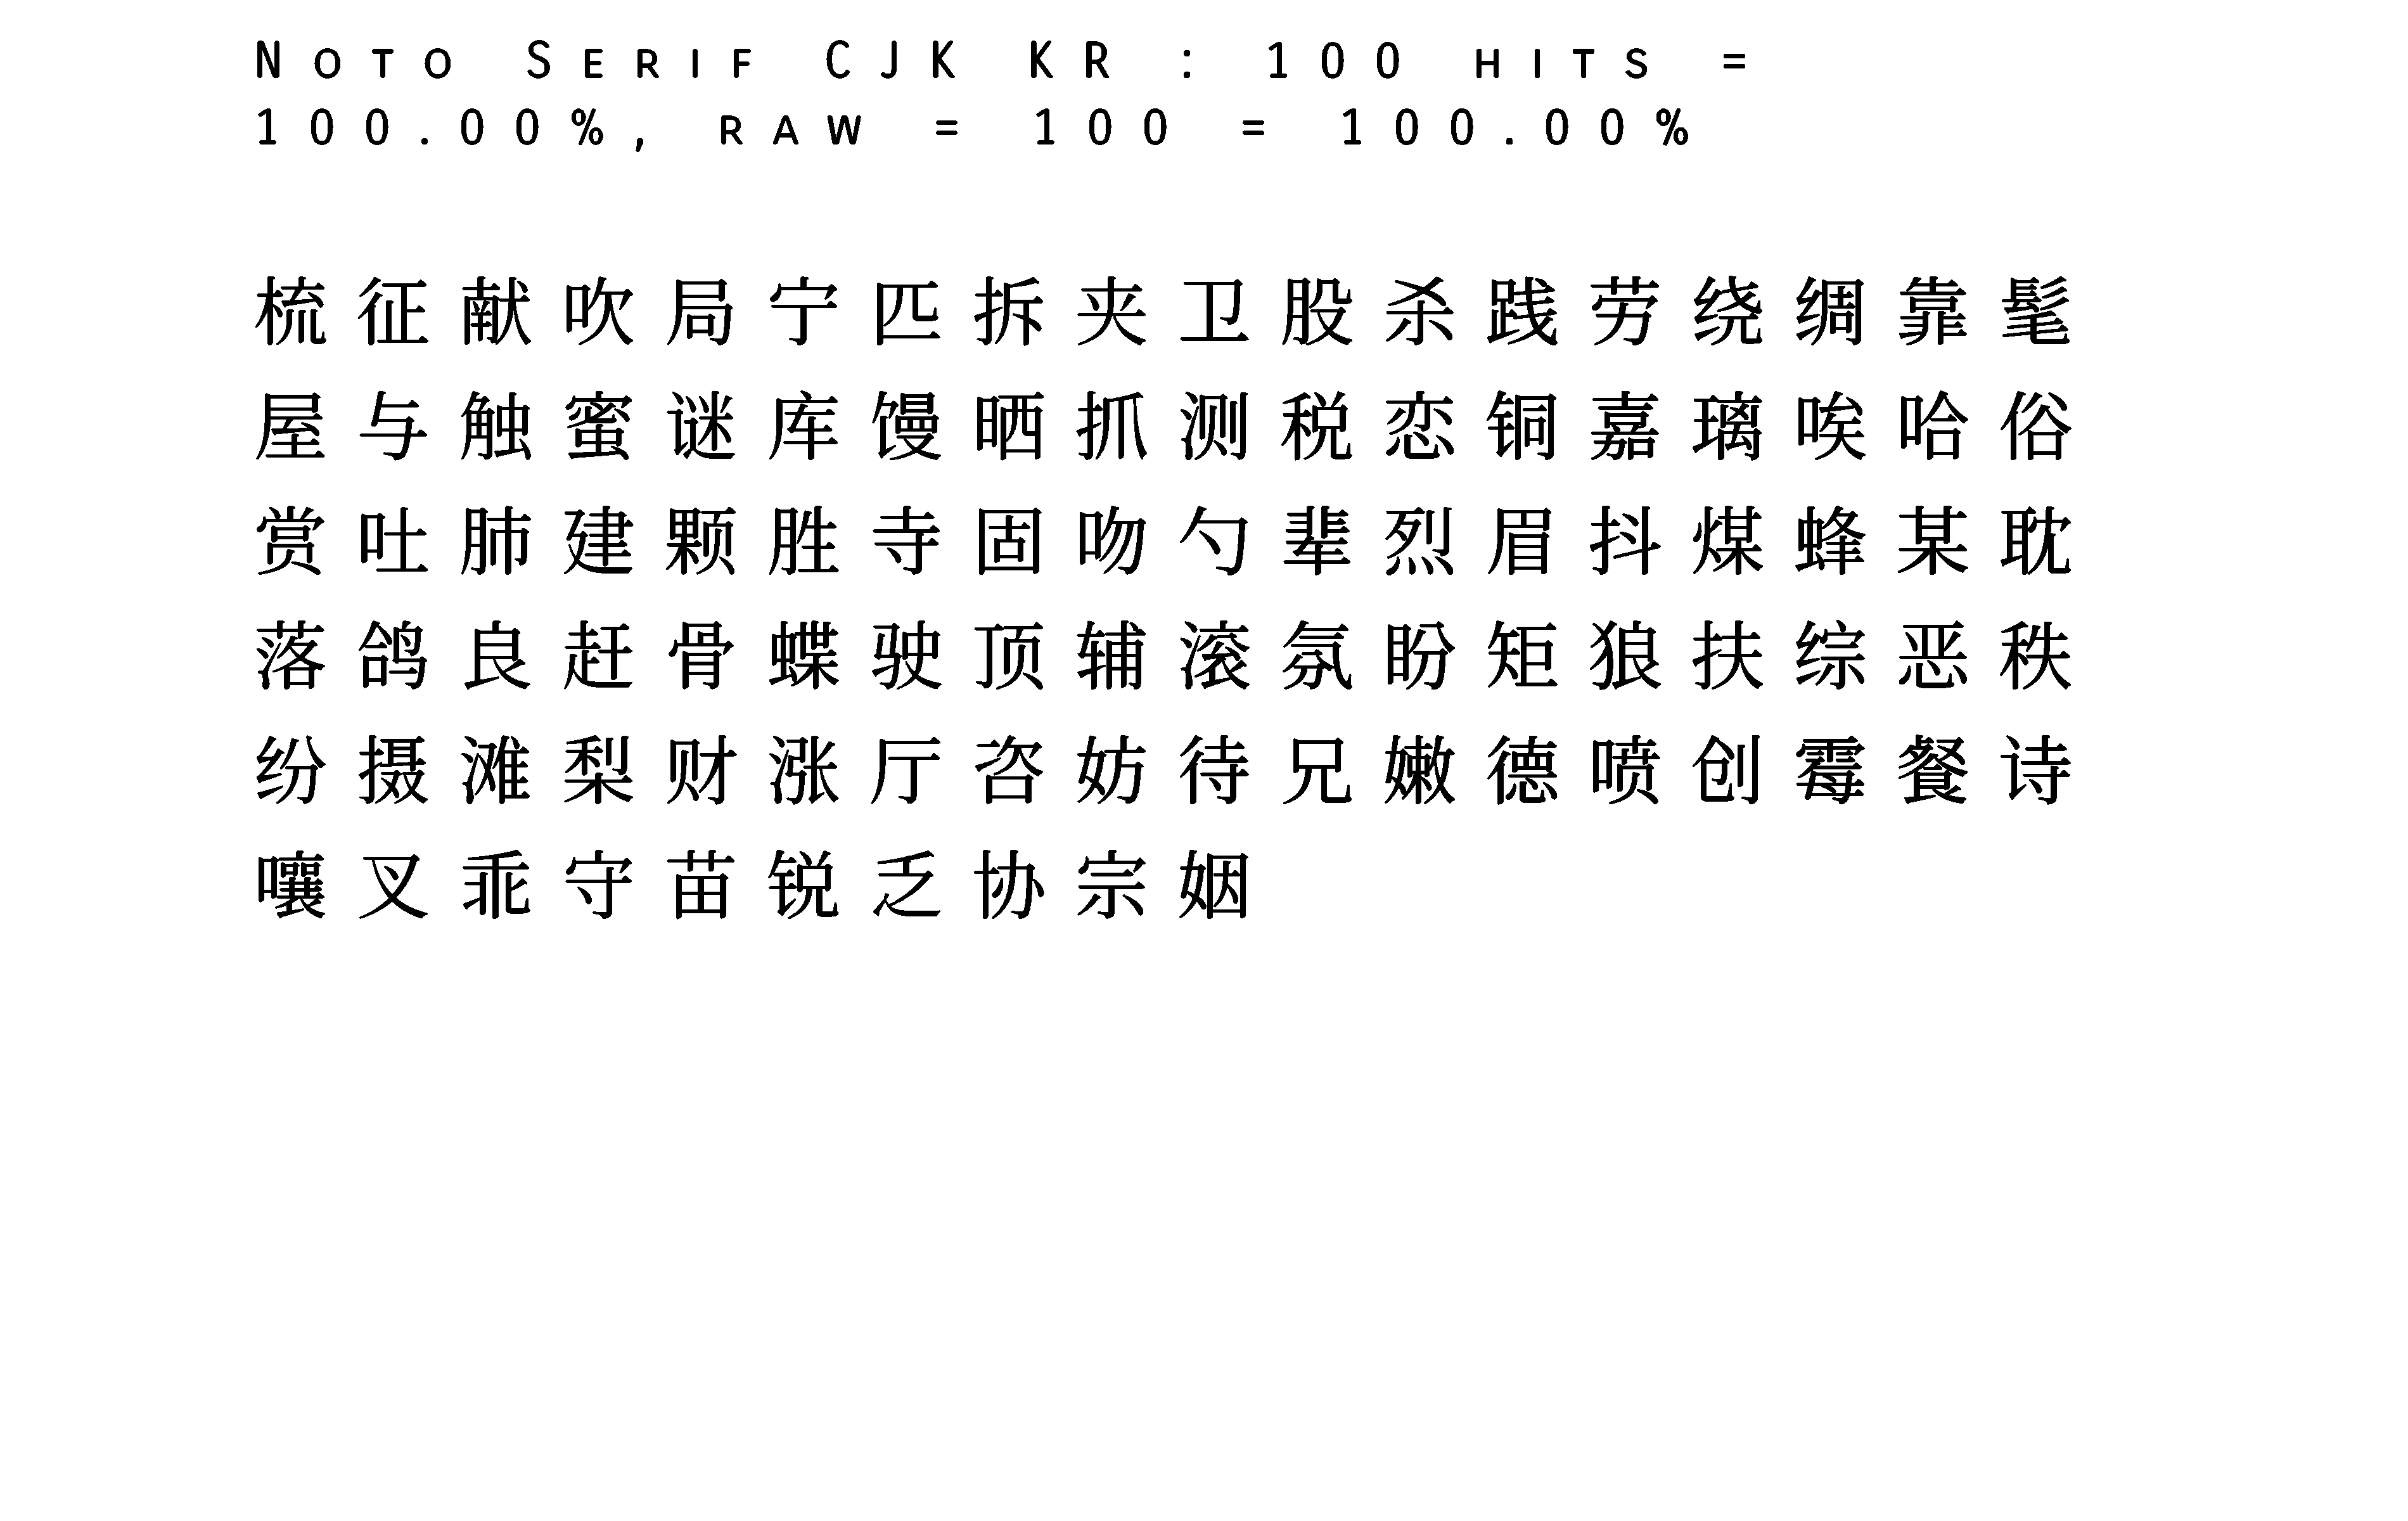 Noto Serif CJK KR : 100 hits =
100.00%, raw = 100 = 100.00%
梳征献吹局宁匹拆夹卫股杀践劳绕绸靠髦
屋与触蜜谜库馒晒抓测税恋铜嘉璃唉哈俗
赏吐肺建颗胜寺固吻勺辈烈眉抖煤蜂某耽
落鸽良赶骨蝶驶顶辅滚氛盼矩狼扶综恶秩
纷摄滩梨财涨厅咨妨待兄嫩德喷创霉餐诗
嚷叉乖守苗锐乏协宗姻